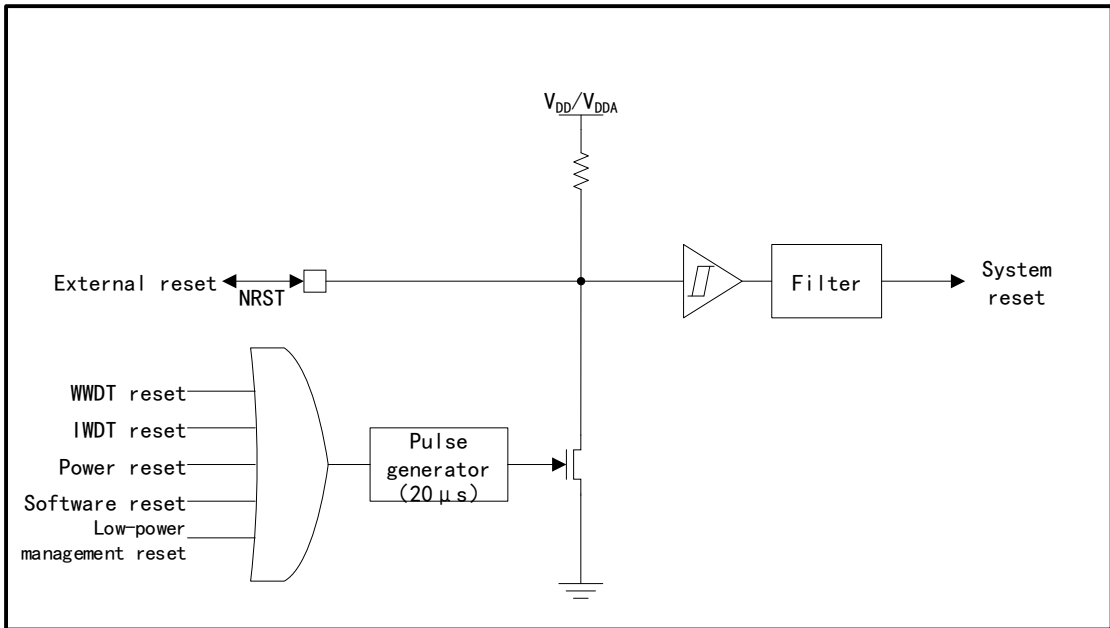 VDD/VDDA
External reset
NRST
Filter
System
reset
WWDT reset
IWDT reset
Power reset
Software reset
Low-power
management reset
Pulse
generator
(20μs)